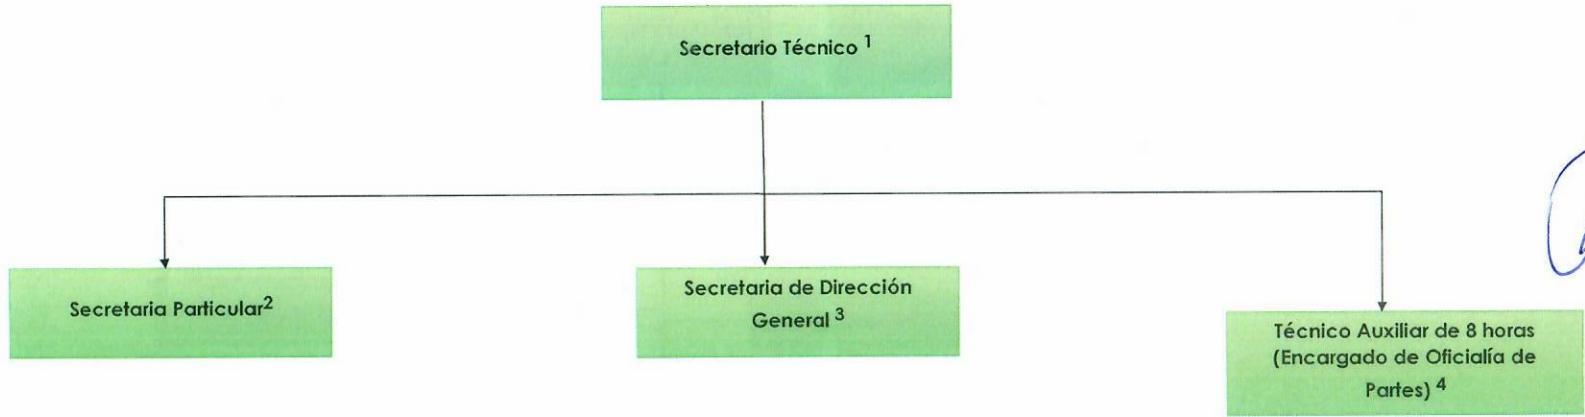 Secretario Técnico 1
Secretaria Particular2
Secretaria de Dirección
General 3
Técnico Auxiliar de 8 horas
(Encargado de Oficialía de
Partes) 4